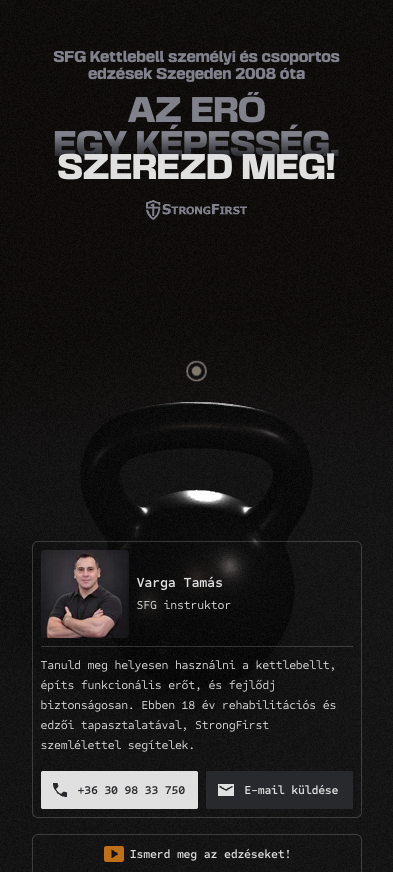 SFG Kettlebell személyi és csoportos
edzések Szegeden 2008 óta
AZ ERŐ
EGY KÉPESSÉG.
SZEREZD MEG!
STRONGFIRST
Varga Tamás
SFG instruktor
Tanuld meg helyesen használni a kettlebellt,
építs funkcionális erőt, és fejlődj
biztonságosan. Ebben 18 év rehabilitációs és
edzői tapasztalatával, StrongFirst
szemlélettel segítelek.
+36 30 98 33 750
E-mail küldése
Ismerd meg az edzéseket!